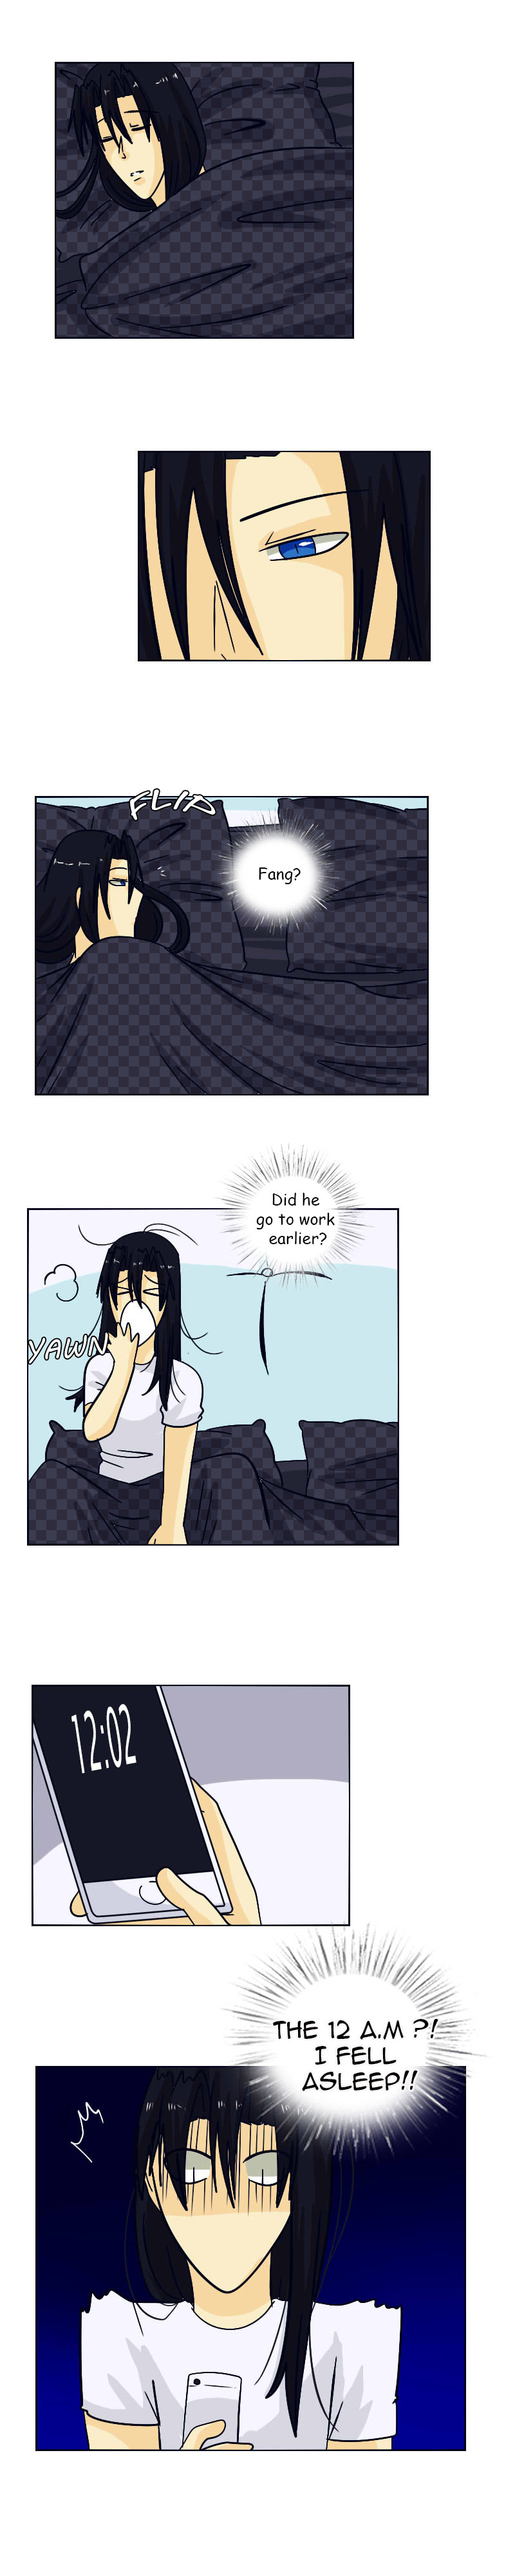 FLIP
Fang?
Did he
go to work
earlier?
YAWN
12:02
THE 12 A.M ?!
I FELL
ASLEEP!!